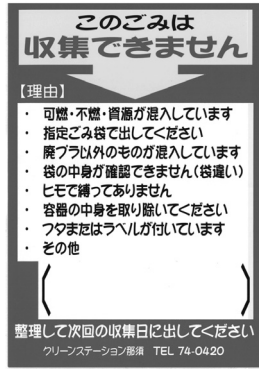 このごみは
収集できません
【理由】
・ 可燃・不燃・資源が混入しています
・ 指定ごみ袋で出してください
・ 廃プラ以外のものが混入しています
・ 袋の中身が確認できません(袋違い)
・ ヒモで縛ってありません
・ 容器の中身を取り除いてください
・ フタまたはラベルが付いています
・ その他
( )
整理して次回の収集日に出してください
クリーンステーション那須 TEL 74-0420